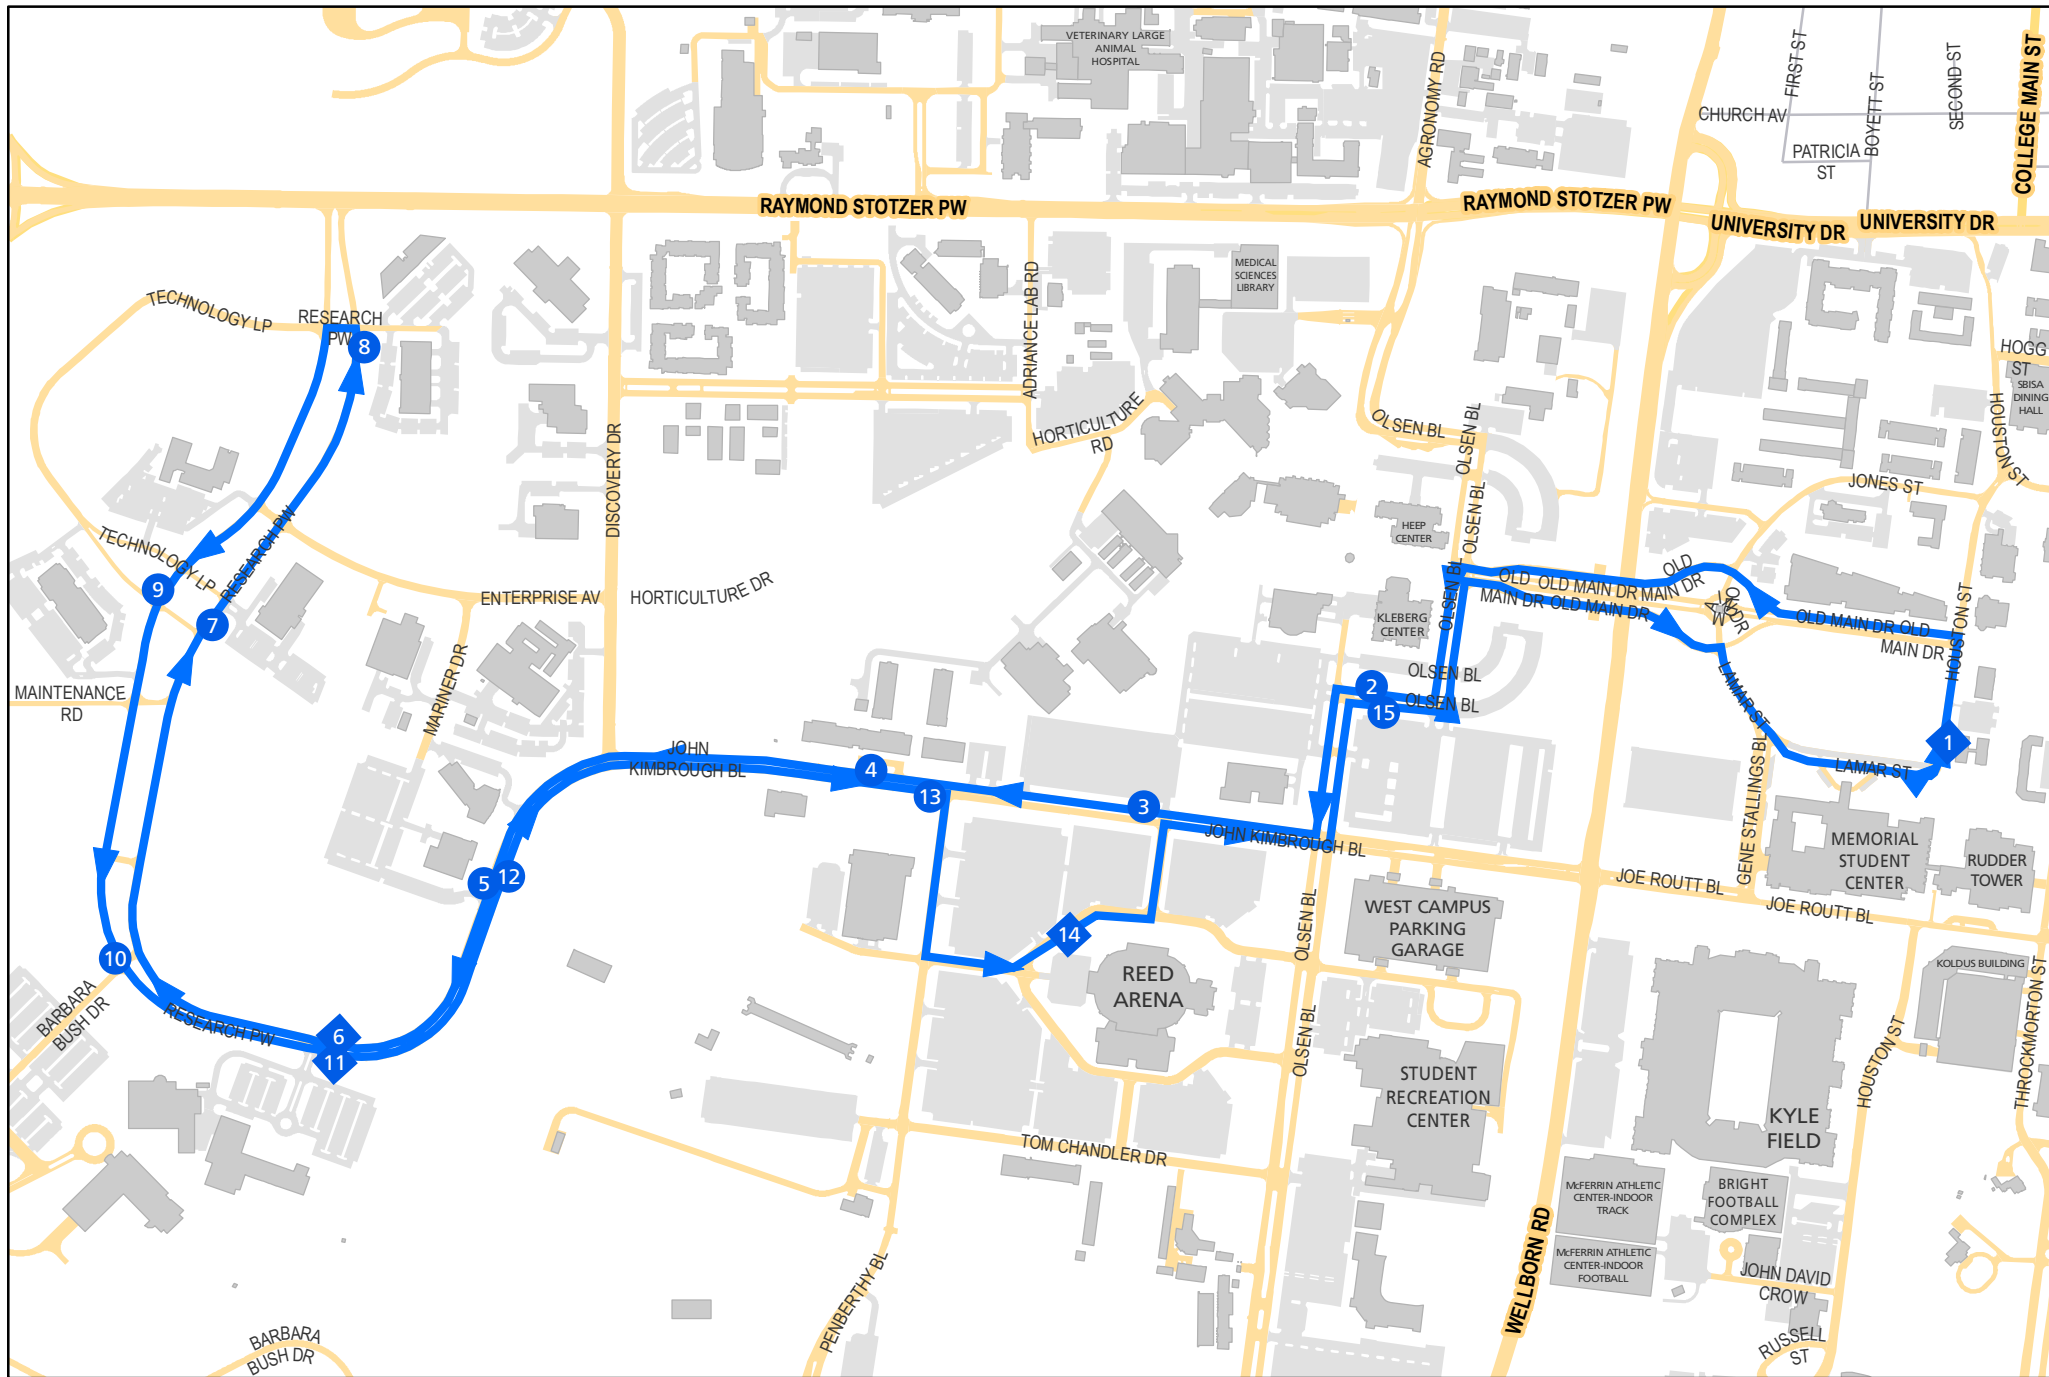 VETERINARY LARGE
ANIMAL
HOSPITAL
AGRONOMY RD
FIRST ST
BOYETT ST
SECOND ST
COLLEGE MAIN ST
CHURCH AV
PATRICIA
ST
RAYMOND STOTZER PW
RAYMOND STOTZER PW
UNIVERSITY DR
UNIVERSITY DR
MEDICAL
SCIENCES
LIBRARY
ADRIANCE LAB RD
TECHNOLOGY LP
RESEARCH
PW
8
HOGG
ST
SBISA
DINING
HALL
HOUSTON ST
HORTICULTURE
RD
OLSEN BL
OLSEN BL
OLSEN BL
DISCOVERY DR
JONES ST
HEEP
CENTER
TECHNOLOGY LP
RESEARCH PW
9
7
ENTERPRISE AV
HORTICULTURE DR
OLD
OLD
OLD MAIN DR
MAIN DR
MAIN DR
OLD MAIN DR
OLSEN BL
KLEBERG
CENTER
OLD
MAIN DR
OLD MAIN DR
OLD
MAIN DR
HOUSTON ST
MAINTENANCE
RD
MARINER DR
OLSEN BL
2
OLSEN BL
15
LAMAR ST
1
JOHN
KIMBROUGH BL
4
13
3
LAMAR ST
GENE STALLINGS BL
JOHN KIMBROUGH BL
MEMORIAL
STUDENT
CENTER
RUDDER
TOWER
5
12
JOE ROUTT BL
JOE ROUTT BL
WEST CAMPUS
PARKING
GARAGE
OLSEN BL
14
10
REED
ARENA
KOLDUS BUILDING
BARBARA
BUSH DR
RESEARCH PW
6
11
OLSEN BL
HOUSTON ST
THROCKMORTON ST
STUDENT
RECREATION
CENTER
KYLE
FIELD
TOM CHANDLER DR
McFERRIN ATHLETIC
CENTER-INDOOR
TRACK
BRIGHT
FOOTBALL
COMPLEX
McFERRIN ATHLETIC
CENTER-INDOOR
FOOTBALL
WELLBORN RD
JOHN DAVID
CROW
PENBERTHY BL
BARBARA
BUSH DR
RUSSELL
ST